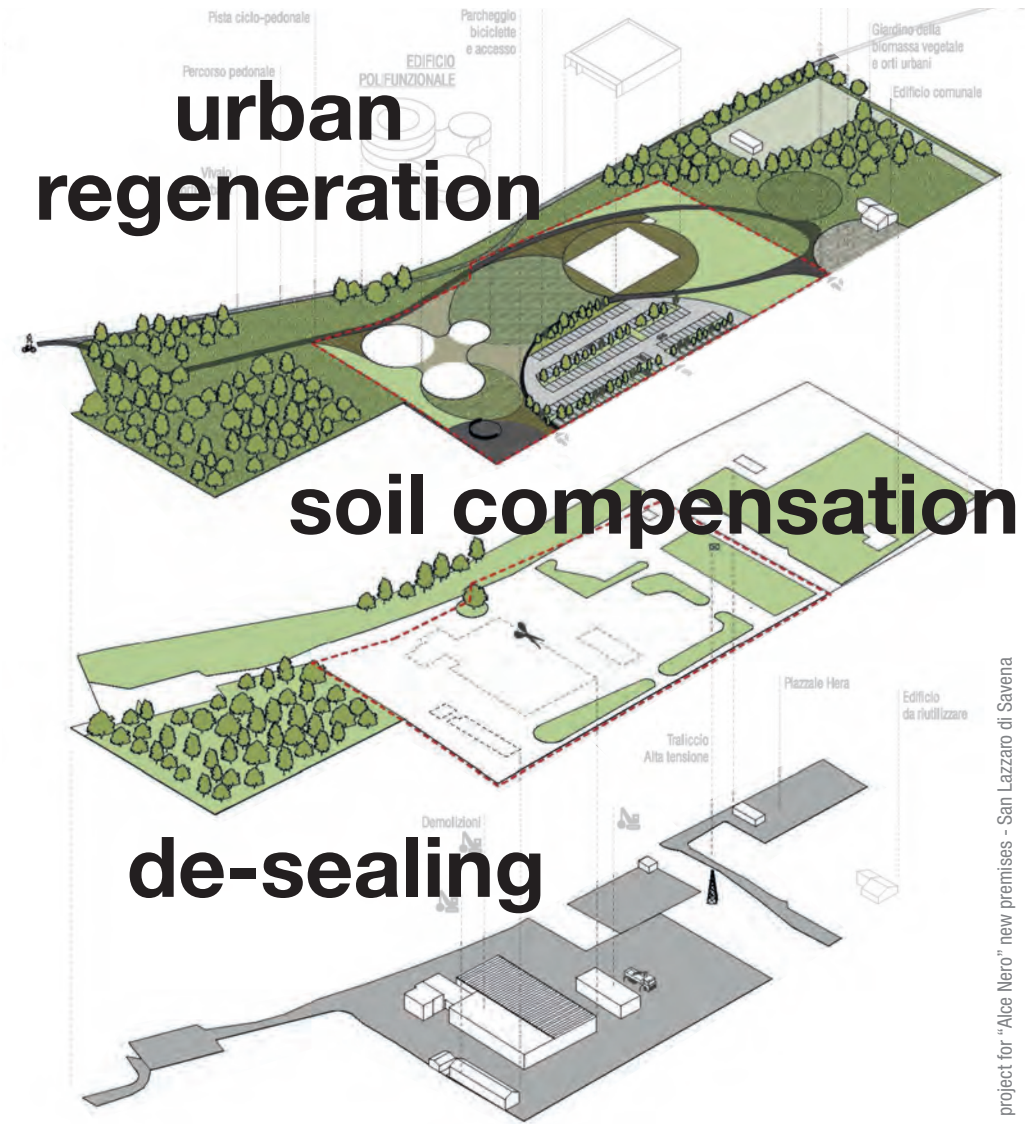 Pista ciclo-pedonale
Parcheggio
biciclette
e accesso
Giardino della
biomassa vegetale
e orti urbani
Percorso pedonale
EDIFICIO
POLIFUNZIONALE
Edificio comunale
urban
regeneration
Vivaio
soil compensation
Piazzale Hera
Edificio
da riutilizzare
Traliccio
Alta tensione
Demolizioni
de-sealing
project for “Alce Nero” new premises - San Lazzaro di Savena